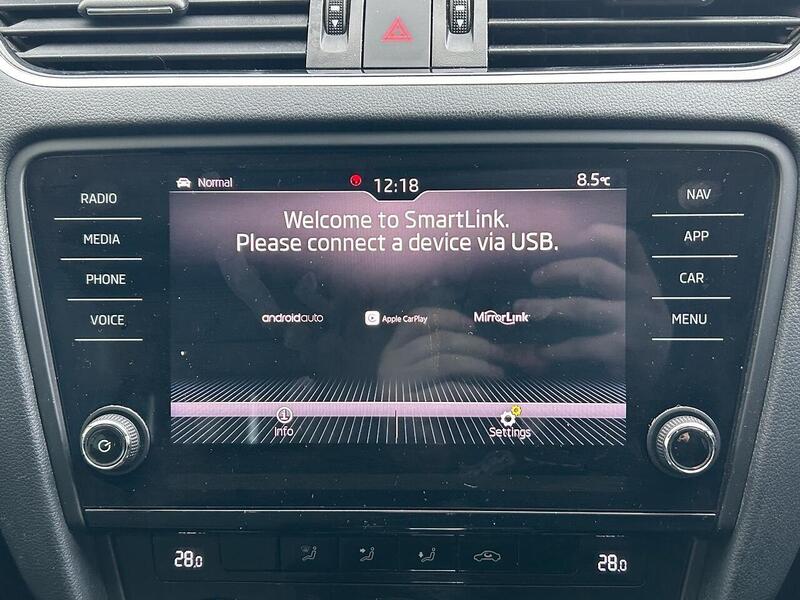 Normal
12:18
8.5°C
RADIO
MEDIA
PHONE
VOICE
Welcome to SmartLink.
Please connect a device via USB.
androidauto
Apple CarPlay
MirrorLink
Info
Settings
NAV
APP
CAR
MENU
28.0
28.0